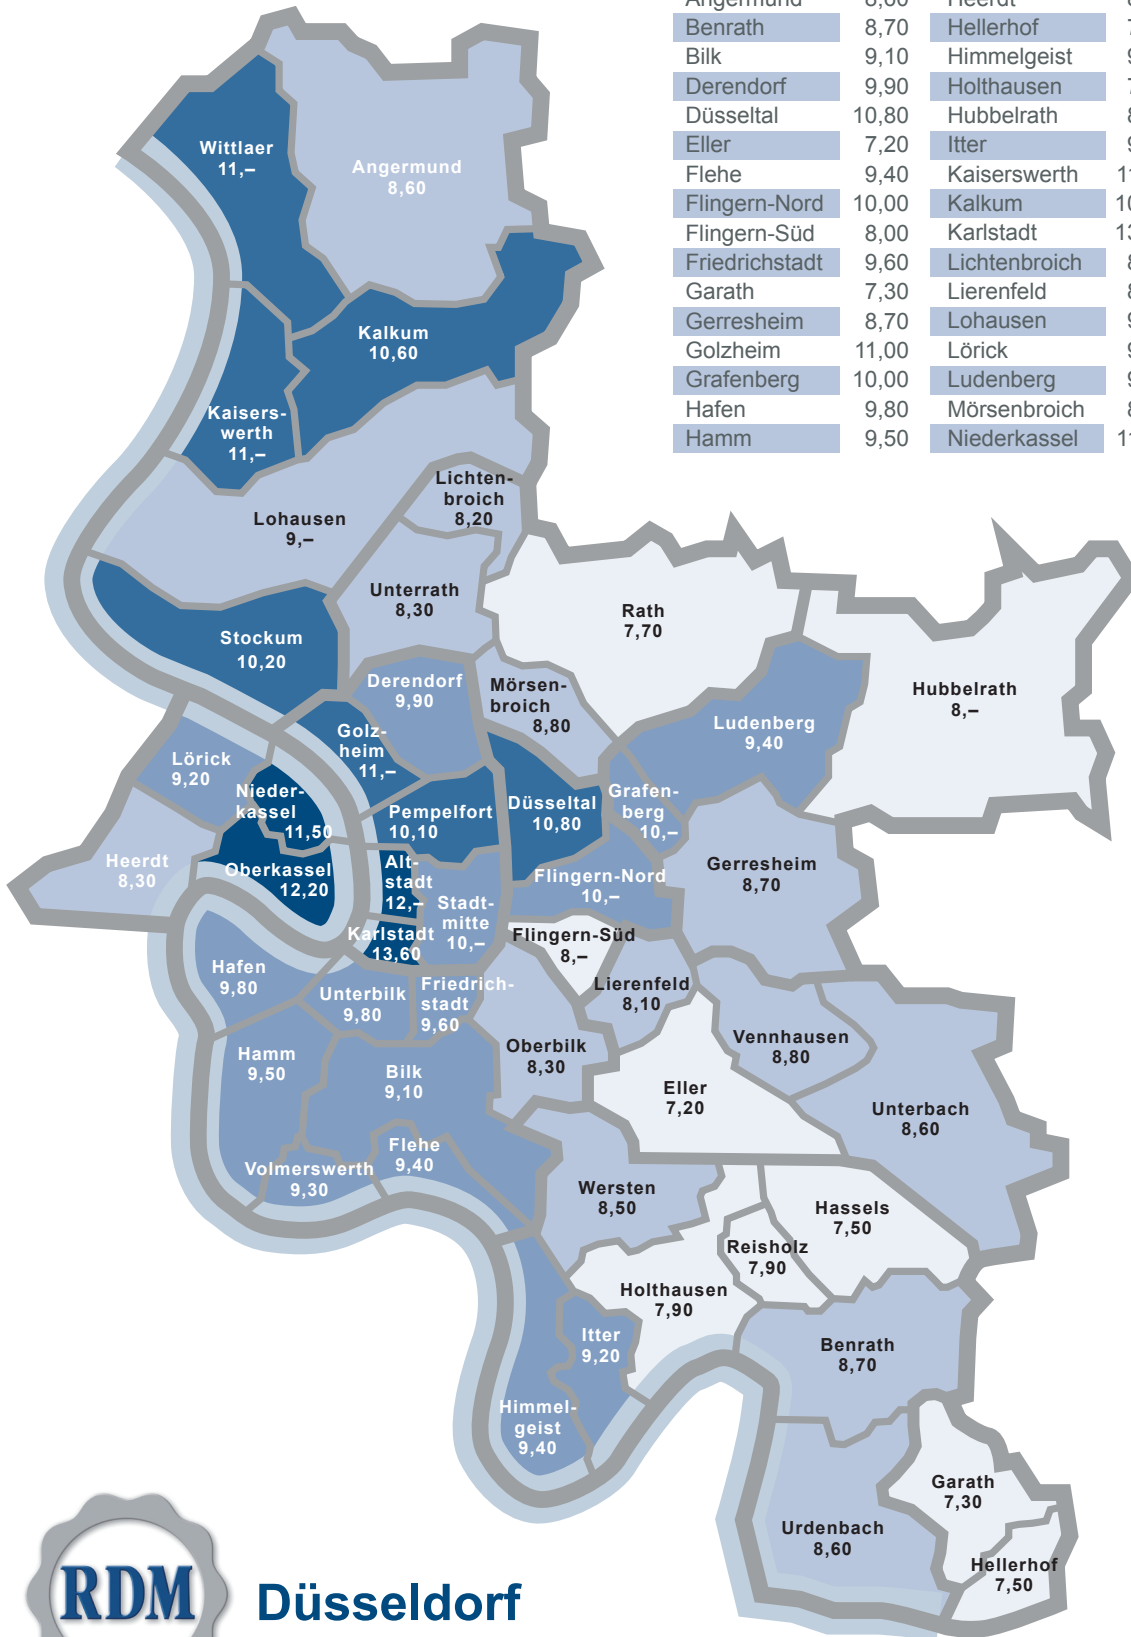 Angermund 8,60 Heerdt
Benrath 8,70 Hellerhof
Bilk 9,10 Himmelgeist
Derendorf 9,90 Holthausen
Düsseltal 10,80 Hubbelrath
Eller 7,20 Itter
Flehe 9,40 Kaiserswerth
Flingern-Nord 10,00 Kalkum
Flingern-Süd 8,00 Karlstadt
Friedrichstadt 9,60 Lichtenbroich
Garath 7,30 Lierenfeld
Gerresheim 8,70 Lohausen
Golzheim 11,00 Lörick
Grafenberg 10,00 Ludenberg
Hafen 9,80 Mörsenbroich
Hamm 9,50 Niederkassel
Wittlaer
11,–
Angermund
8,60
Kalkum
10,60
Kaisers-
werth
11,–
Lichten-
broich
8,20
Lohausen
9,–
Unterrath
8,30
Rath
7,70
Stockum
10,20
Derendorf
9,90
Mörsen-
broich
8,80
Hubbelrath
8,–
Ludenberg
9,40
Golz-
heim
11,–
Lörick
9,20
Nieder-
kassel
11,50
Pempelfort
10,10
Düsseltal
10,80
Grafen-
berg
10,–
Heerdt
8,30
Oberkassel
12,20
Alt-
stadt
12,–
Stadt-
mitte
10,–
Flingern-Nord
10,–
Gerresheim
8,70
Karlstadt
13,60
Flingern-Süd
8,–
Hafen
9,80
Unterbilk
9,80
Friedrich-
stadt
9,60
Lierenfeld
8,10
Hamm
9,50
Bilk
9,10
Oberbilk
8,30
Vennhausen
8,80
Eller
7,20
Unterbach
8,60
Volmerswerth
9,30
Flehe
9,40
Wersten
8,50
Hassels
7,50
Reisholz
7,90
Holthausen
7,90
Itter
9,20
Benrath
8,70
Himmel-
geist
9,40
Garath
7,30
Urdenbach
8,60
Hellerhof
7,50
RDM
Düsseldorf